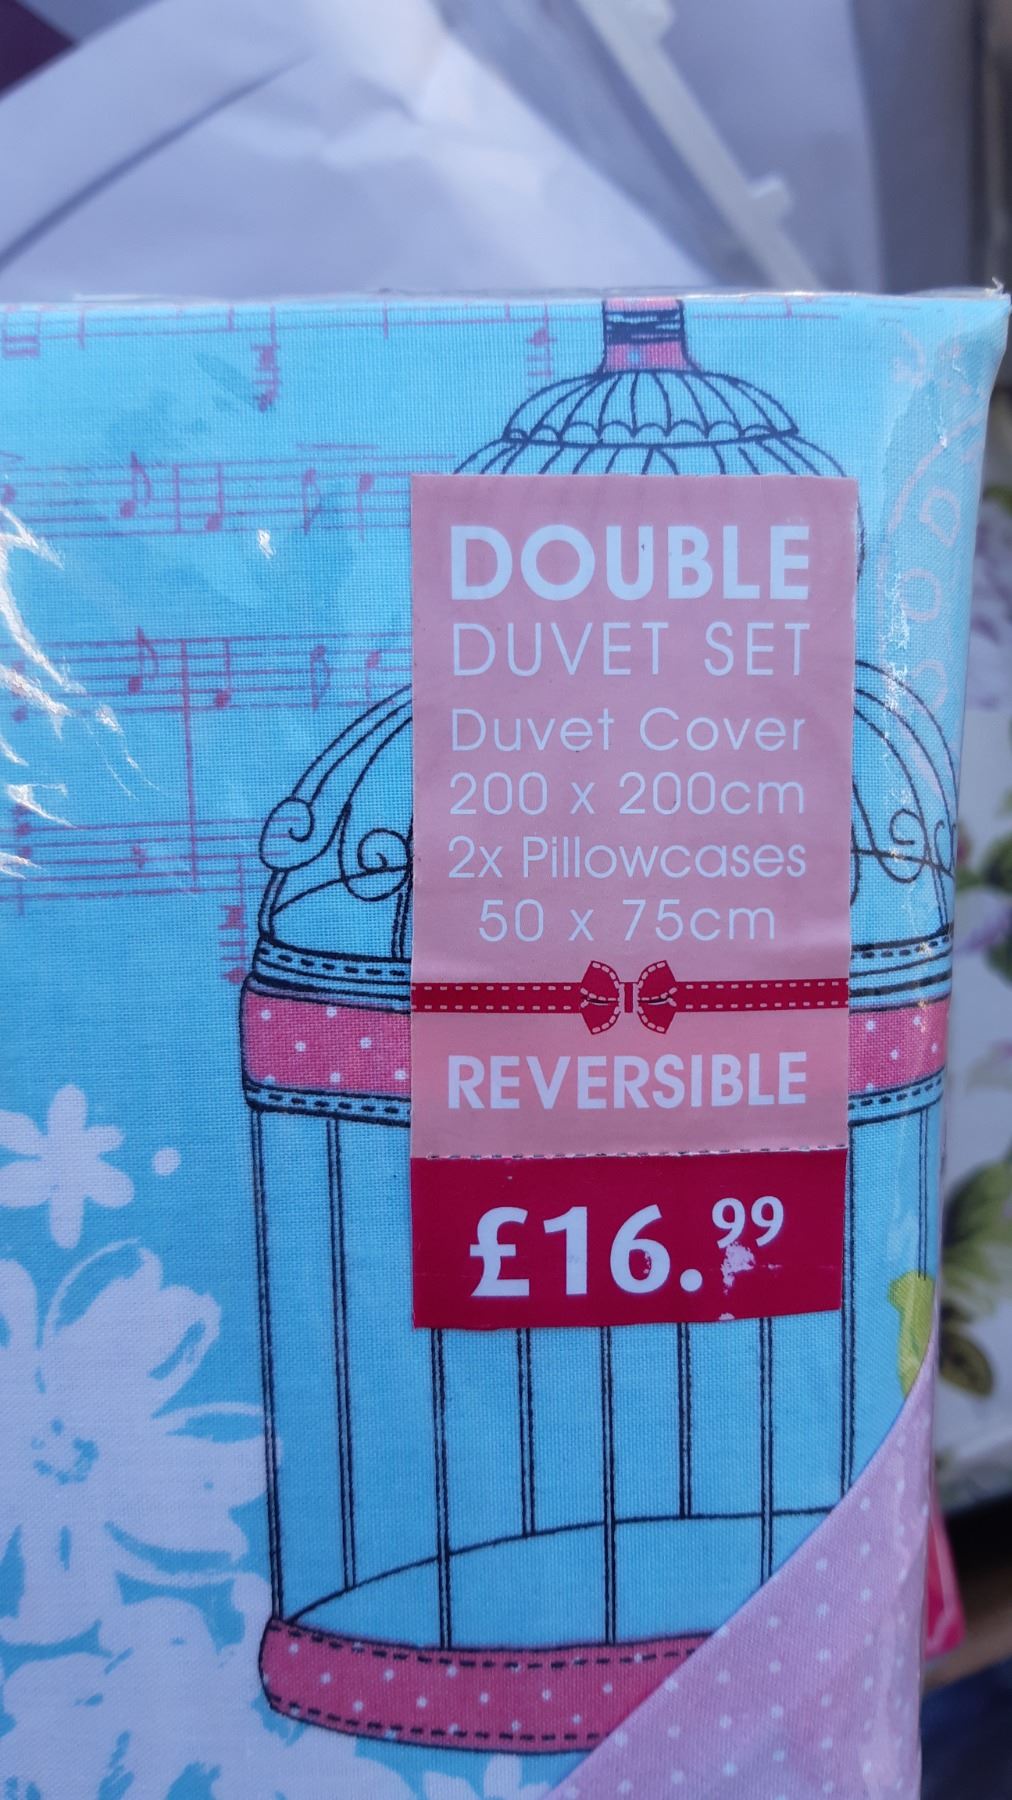 DOUBLE
DUVET SET
Duvet Cover
200 x 200cm
2x Pillowcases
50 x 75cm
REVERSIBLE
£16.99